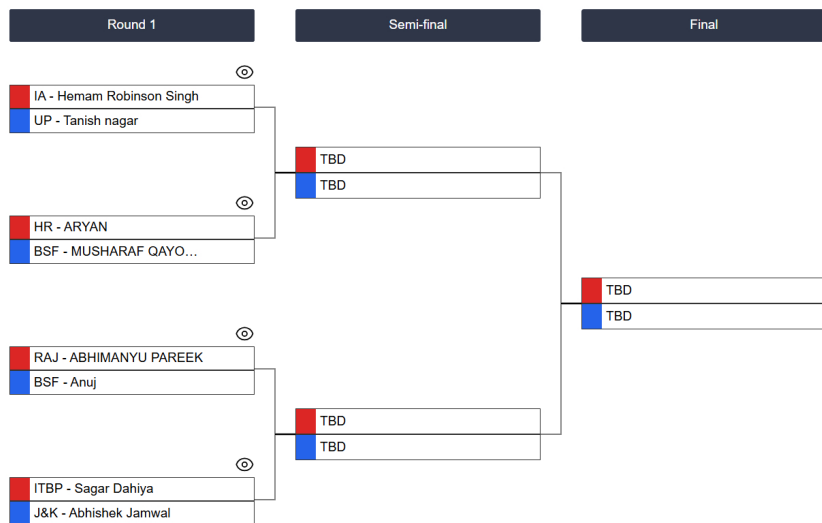 Round 1
Semi-final
Final
IA - Hemam Robinson Singh
UP - Tanish nagar
HR - ARYAN
BSF - MUSHARAF QAYO...
RAJ - ABHIMANYU PAREEK
BSF - Anuj
ITBP - Sagar Dahiya
J&K - Abhishek Jamwal
TBD
TBD
TBD
TBD
TBD
TBD